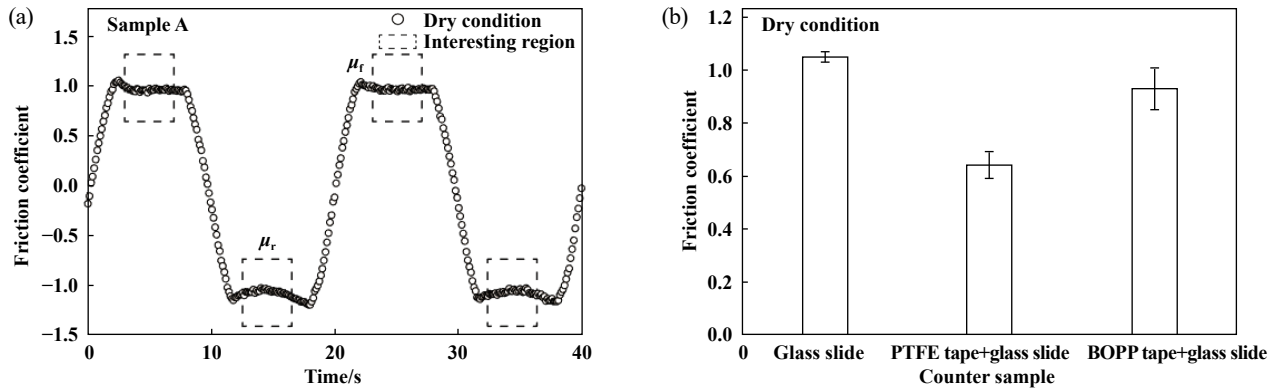 (a)
Sample A
Dry condition
Interesting region
μf
μr
1.5
1.0
0.5
0.0
−0.5
−1.0
−1.5
Friction coefficient
0 10 20 30 40
Time/s
(b)
Dry condition
1.2
1.0
0.8
0.6
0.4
0.2
0.0
Friction coefficient
0 Glass slide PTFE tape+glass slide BOPP tape+glass slide
Counter sample